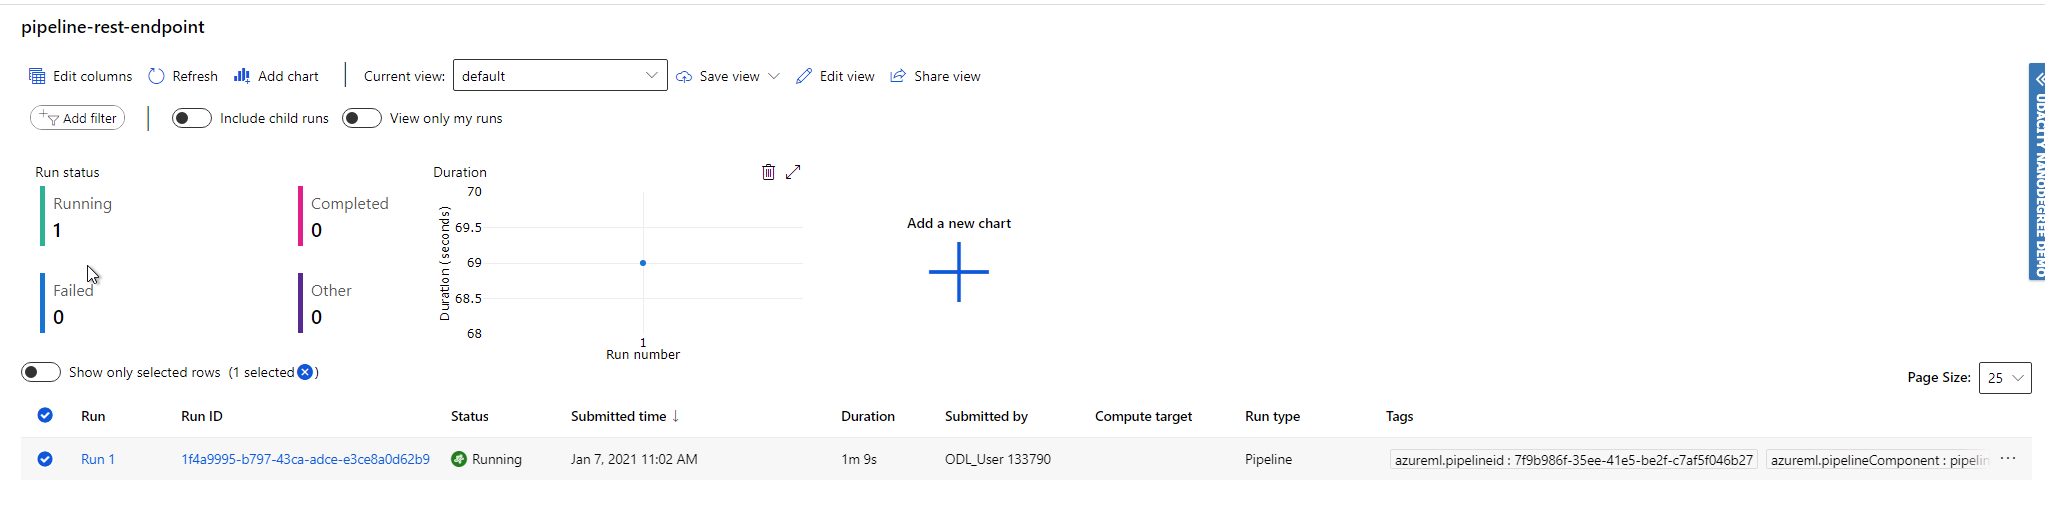 pipeline-rest-endpoint
Edit columns Refresh Add chart Current view: default Save view Edit view Share view
Add filter Include child runs View only my runs
Run status
Running
1
Completed
0
Failed
0
Other
0
Duration
Duration (seconds)
70
69.5
69
68.5
68
1
Run number
Add a new chart
UDACITY NANODEGREE DEMO
Show only selected rows (1 selected )
Page Size: 25
Run Run ID Status Submitted time ↓ Duration Submitted by Compute target Run type Tags
Run 1 1f4a9995-b797-43ca-adce-e3ce8a0d62b9 Running Jan 7, 2021 11:02 AM 1m 9s ODL_User 133790 Pipeline azureml.pipelineid : 7f9b986f-35ee-41e5-be2f-c7af5f046b27 azureml.pipelineComponent : pipelin ...